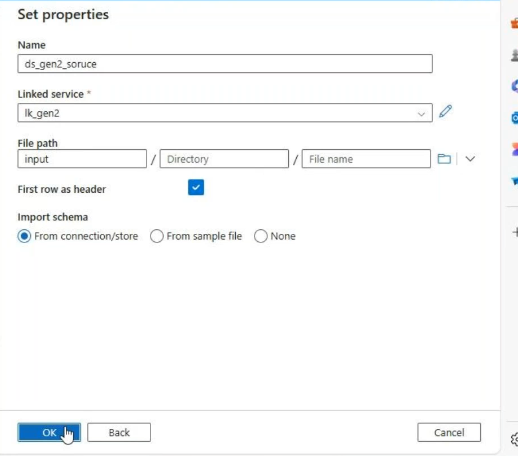 Set properties
Name
ds_gen2_soruce
Linked service *
lk_gen2
File path
input / Directory / File name
First row as header
Import schema
From connection/store From sample file None
OK Back Cancel